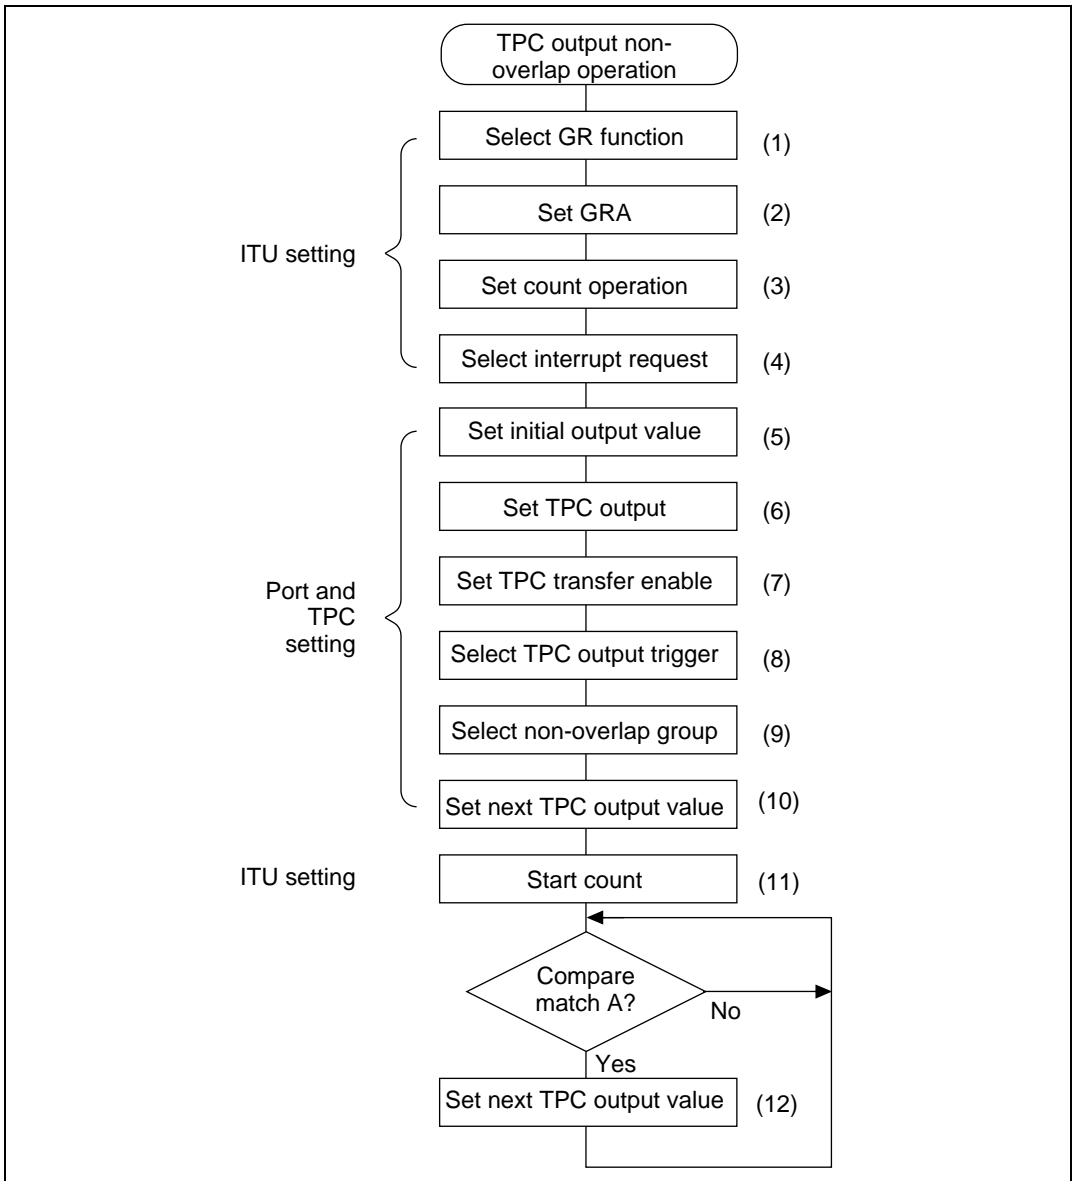 TPC output non-
overlap operation
Select GR function
(1)
Set GRA
(2)
ITU setting
Set count operation
(3)
Select interrupt request
(4)
Set initial output value
(5)
Set TPC output
(6)
Set TPC transfer enable
(7)
Port and
TPC
setting
Select TPC output trigger
(8)
Select non-overlap group
(9)
Set next TPC output value
(10)
ITU setting
Start count
(11)
Compare
match A?
No
Yes
Set next TPC output value
(12)